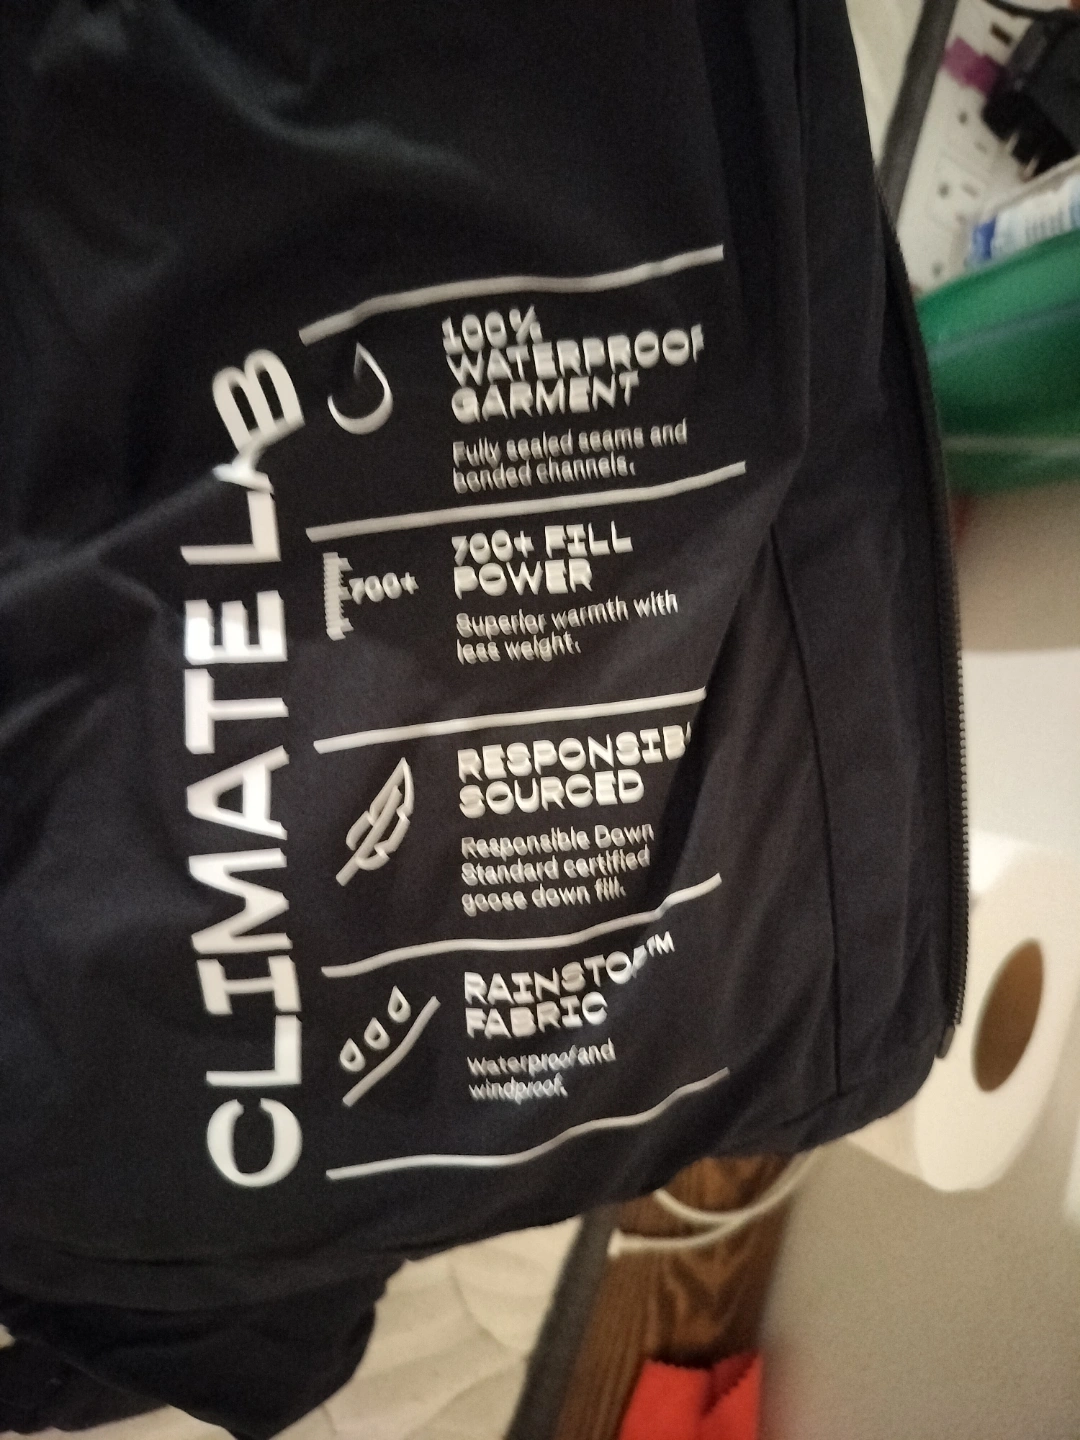 CLIMATE LAB
100%
WATERPROOF
GARMENT
Fully sealed seams and
bonded channels.
700+
700+ FILL
POWER
Superior warmth with
less weight.
RESPONSIB
SOURCED
Responsible Down
Standard certified
goose down fill.
RAINSTOP™
FABRIC
Waterproof and
windproof.